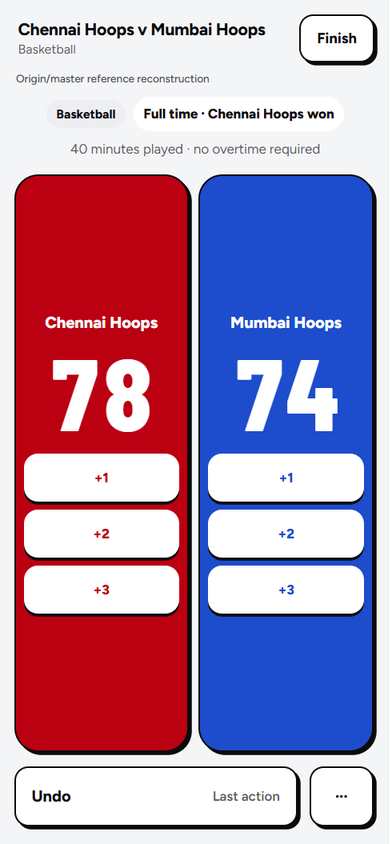 Chennai Hoops v Mumbai Hoops
Basketball
Finish
Origin/master reference reconstruction
Basketball
Full time · Chennai Hoops won
40 minutes played · no overtime required
Chennai Hoops
78
+1
+2
+3
Mumbai Hoops
74
+1
+2
+3
Undo
Last action
...